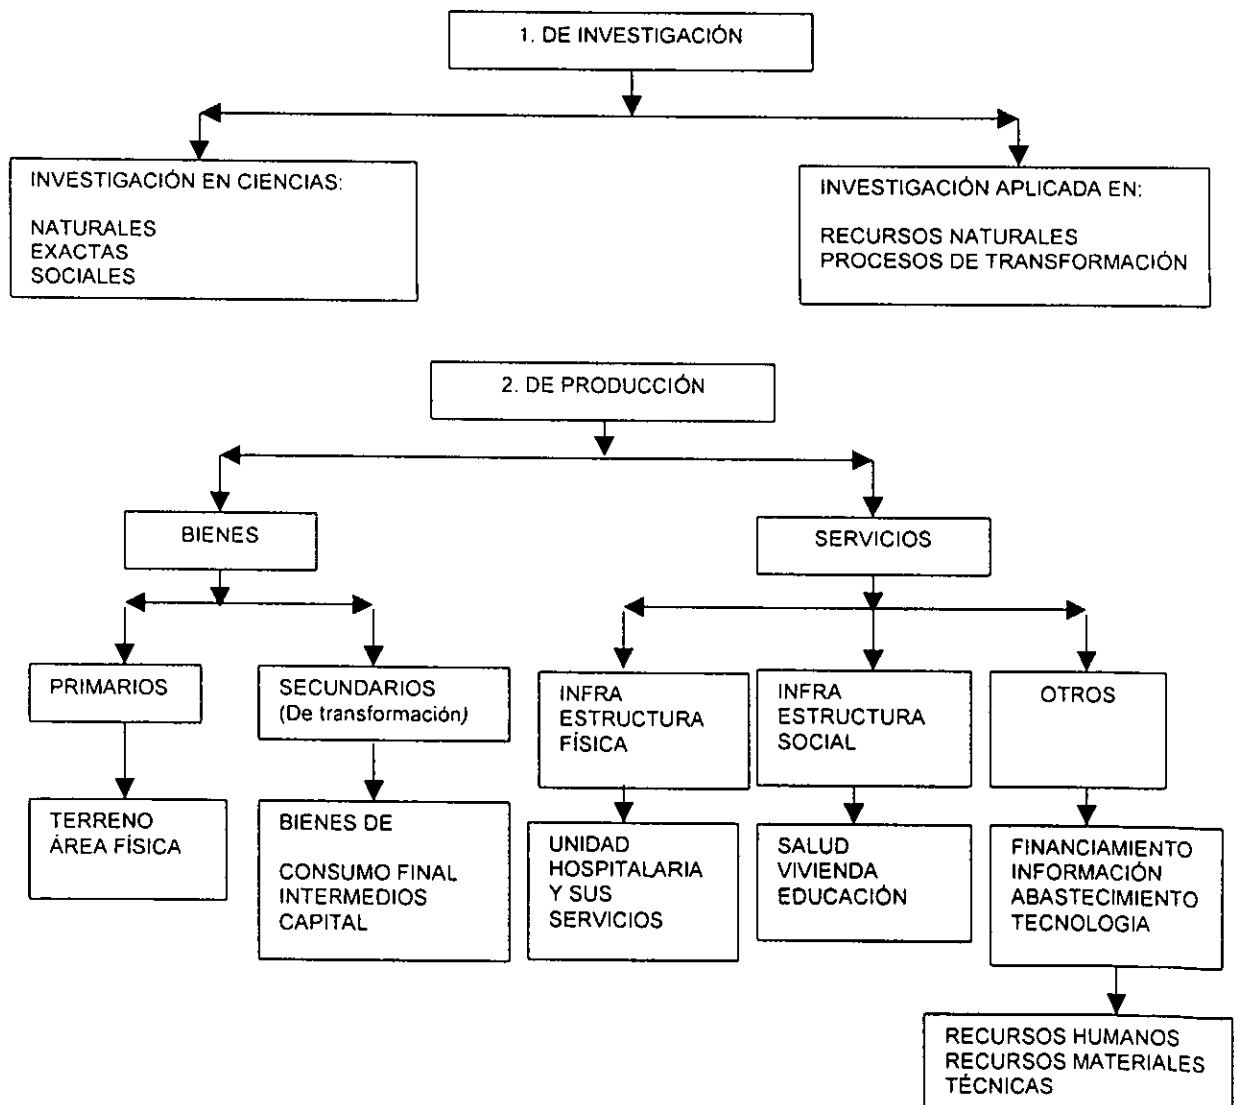 1. DE INVESTIGACIÓN
INVESTIGACIÓN EN CIENCIAS:
NATURALES
EXACTAS
SOCIALES
INVESTIGACIÓN APLICADA EN:
RECURSOS NATURALES
PROCESOS DE TRANSFORMACIÓN
2. DE PRODUCCIÓN
BIENES
SERVICIOS
PRIMARIOS
SECUNDARIOS
(De transformación)
INFRA
ESTRUCTURA
FÍSICA
INFRA
ESTRUCTURA
SOCIAL
OTROS
TERRENO
ÁREA FÍSICA
BIENES DE
CONSUMO FINAL
INTERMEDIOS
CAPITAL
UNIDAD
HOSPITALARIA
Y SUS
SERVICIOS
SALUD
VIVIENDA
EDUCACIÓN
FINANCIAMIENTO
INFORMACIÓN
ABASTECIMIENTO
TECNOLOGIA
RECURSOS HUMANOS
RECURSOS MATERIALES
TÉCNICAS